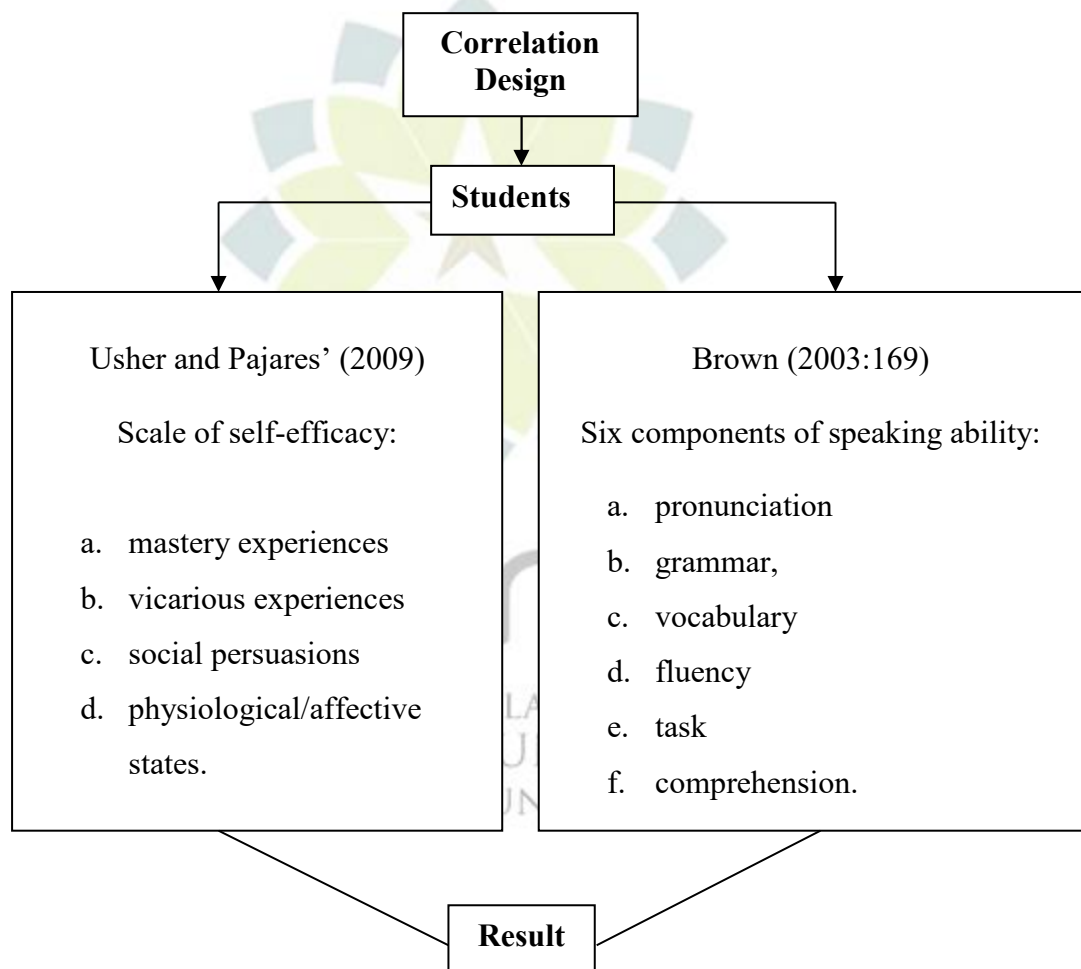 Correlation
Design
Students
Usher and Pajares’ (2009)
Scale of self-efficacy:
a. mastery experiences
b. vicarious experiences
c. social persuasions
d. physiological/affective
states.
Brown (2003:169)
Six components of speaking ability:
a. pronunciation
b. grammar,
c. vocabulary
d. fluency
e. task
f. comprehension.
Result